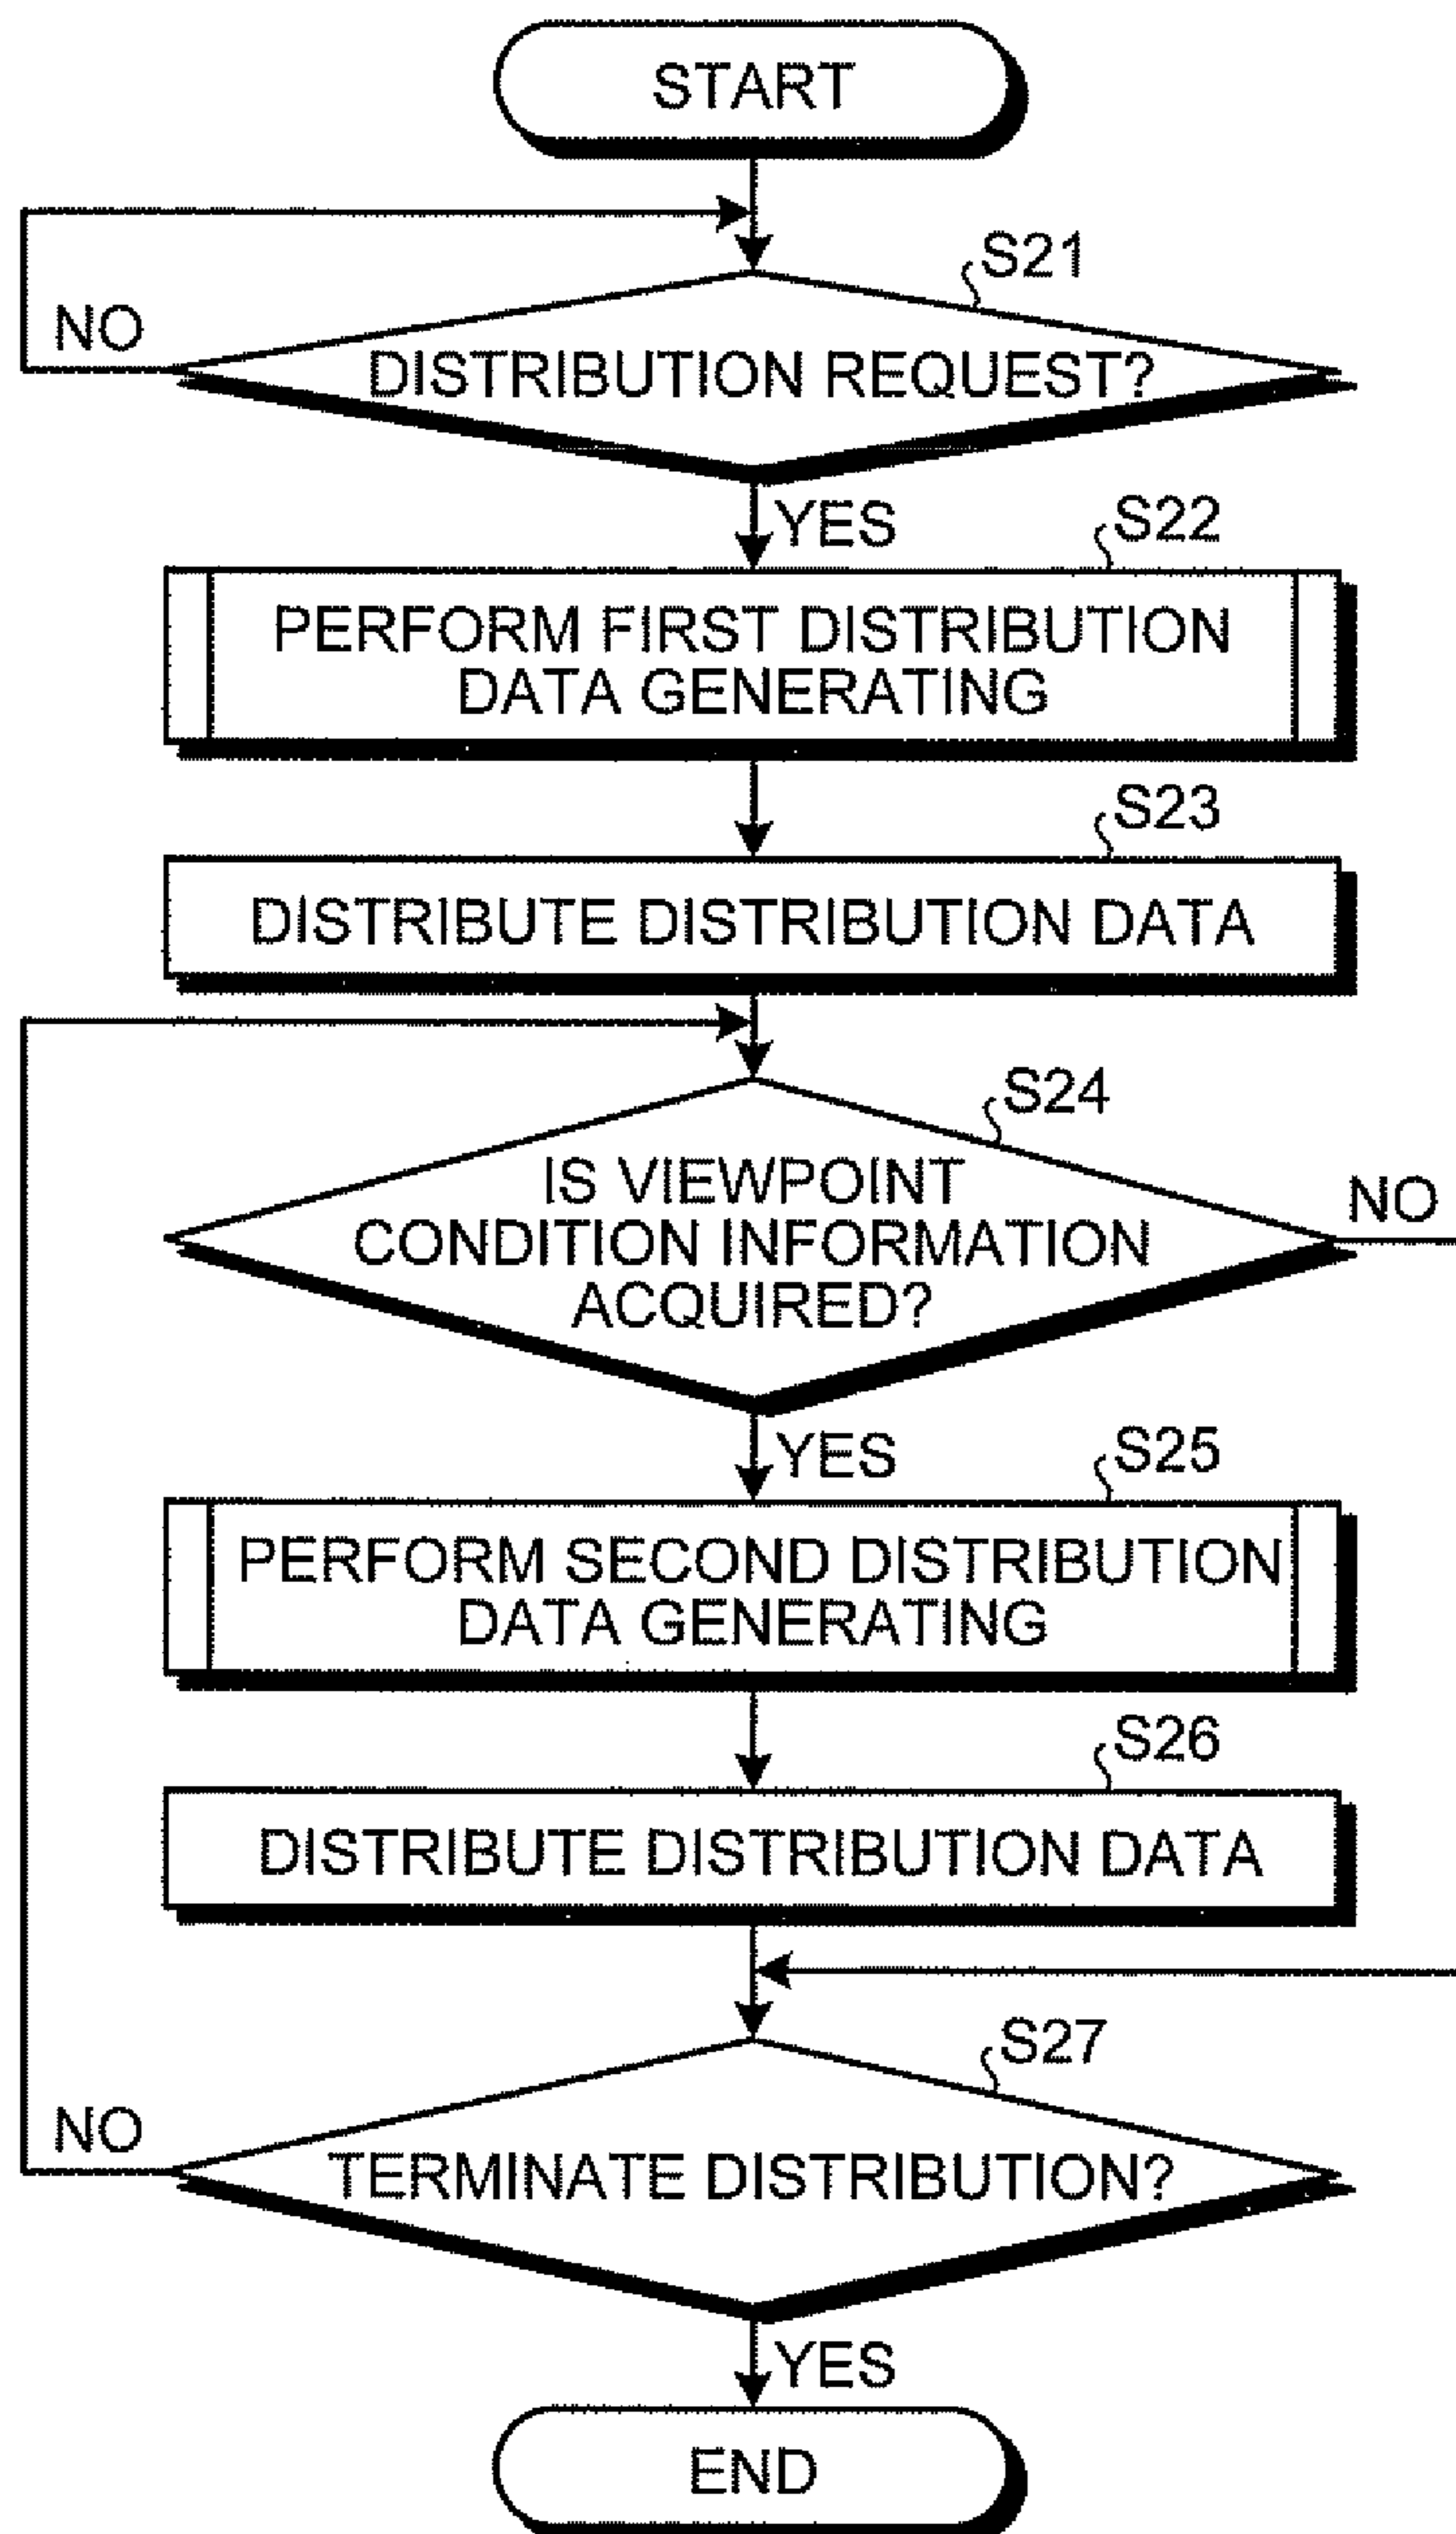 START
S21
NO
DISTRIBUTION REQUEST?
YES
S22
PERFORM FIRST DISTRIBUTION
DATA GENERATING
S23
DISTRIBUTE DISTRIBUTION DATA
S24
IS VIEWPOINT
CONDITION INFORMATION
ACQUIRED?
NO
YES
S25
PERFORM SECOND DISTRIBUTION
DATA GENERATING
S26
DISTRIBUTE DISTRIBUTION DATA
S27
NO
TERMINATE DISTRIBUTION?
YES
END